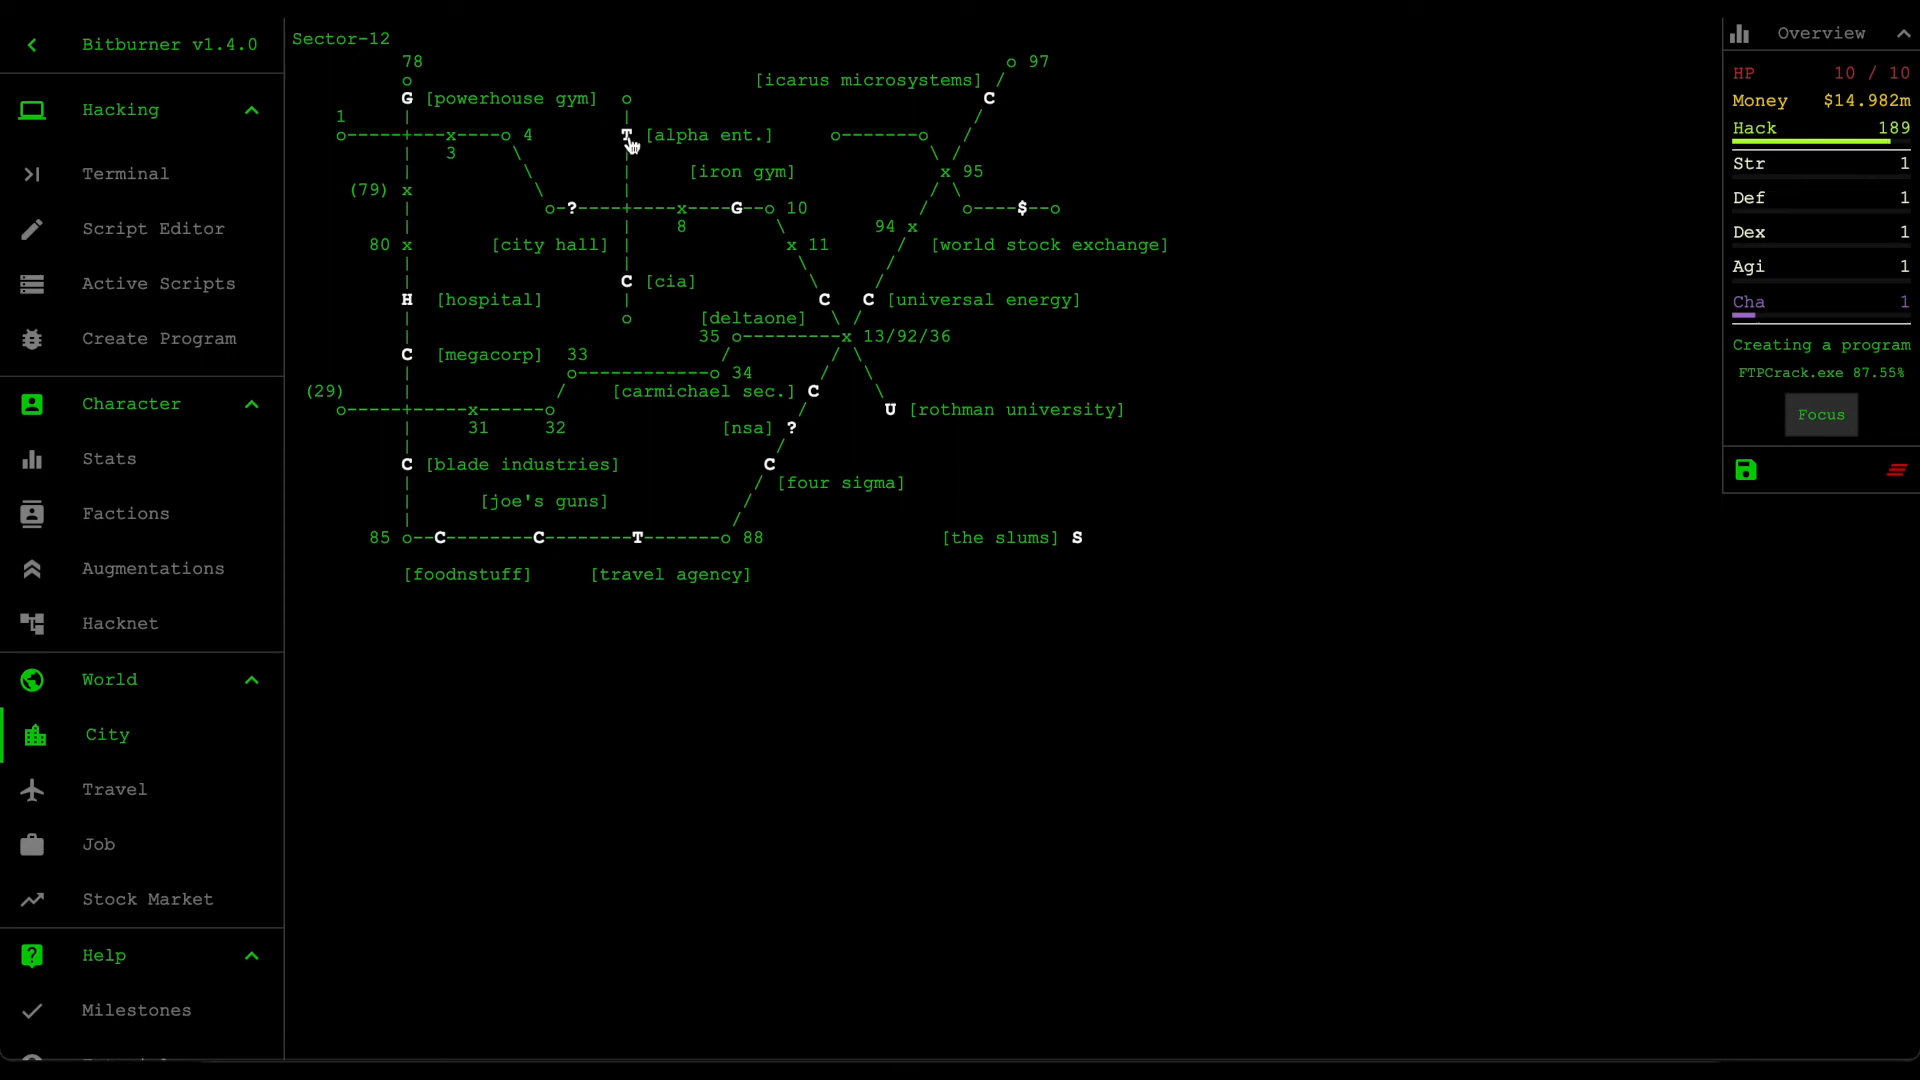 Bitburner v1.4.0
Hacking
Terminal
Script Editor
Active Scripts
Create Program
Character
Stats
Factions
Augmentations
Hacknet
World
City
Travel
Job
Stock Market
Help
Milestones
Sector-12
78
o 97
o
[icarus microsystems] /
G [powerhouse gym] o
C
1
| | /
o------+---x----o 4
T [alpha ent.]
o-------o /
3
| \ | \ /
| \ | [iron gym] x 95
(79) x \ | / \
| o-?----+----x----G--o 10 / o----$--o
| | 8 \ 94 x
80 x [city hall] | x 11 / [world stock exchange]
| | \ /
| C [cia] \ /
H [hospital] | C C [universal energy]
| o [deltaone] \ /
| 35 o---------x 13/92/36
C [megacorp] 33 / / \
| o------------o 34 / \
(29) | / [carmichael sec.] C \
o------+-----x------o / U [rothman university]
| 31 32 [nsa] ?
| /
C [blade industries] C
| / [four sigma]
| [joe's guns] /
| /
85 o--C--------C--------T-------o 88 [the slums] S
[foodnstuff] [travel agency]
Overview
HP 10 / 10
Money $14.982m
Hack 189
Str 1
Def 1
Dex 1
Agi 1
Cha 1
Creating a program
FTPCrack.exe 87.55%
Focus